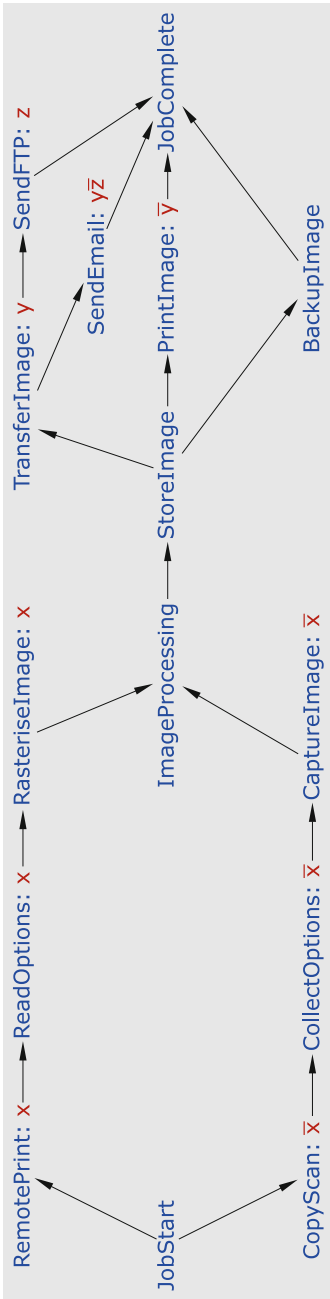 JobStart
RemotePrint: x
ReadOptions: x
RasteriseImage: x
CopyScan: x̅
CollectOptions: x̅
CaptureImage: x̅
ImageProcessing
StoreImage
TransferImage: y
SendFTP: z
SendEmail: yz̅
PrintImage: y̅
BackupImage
JobComplete